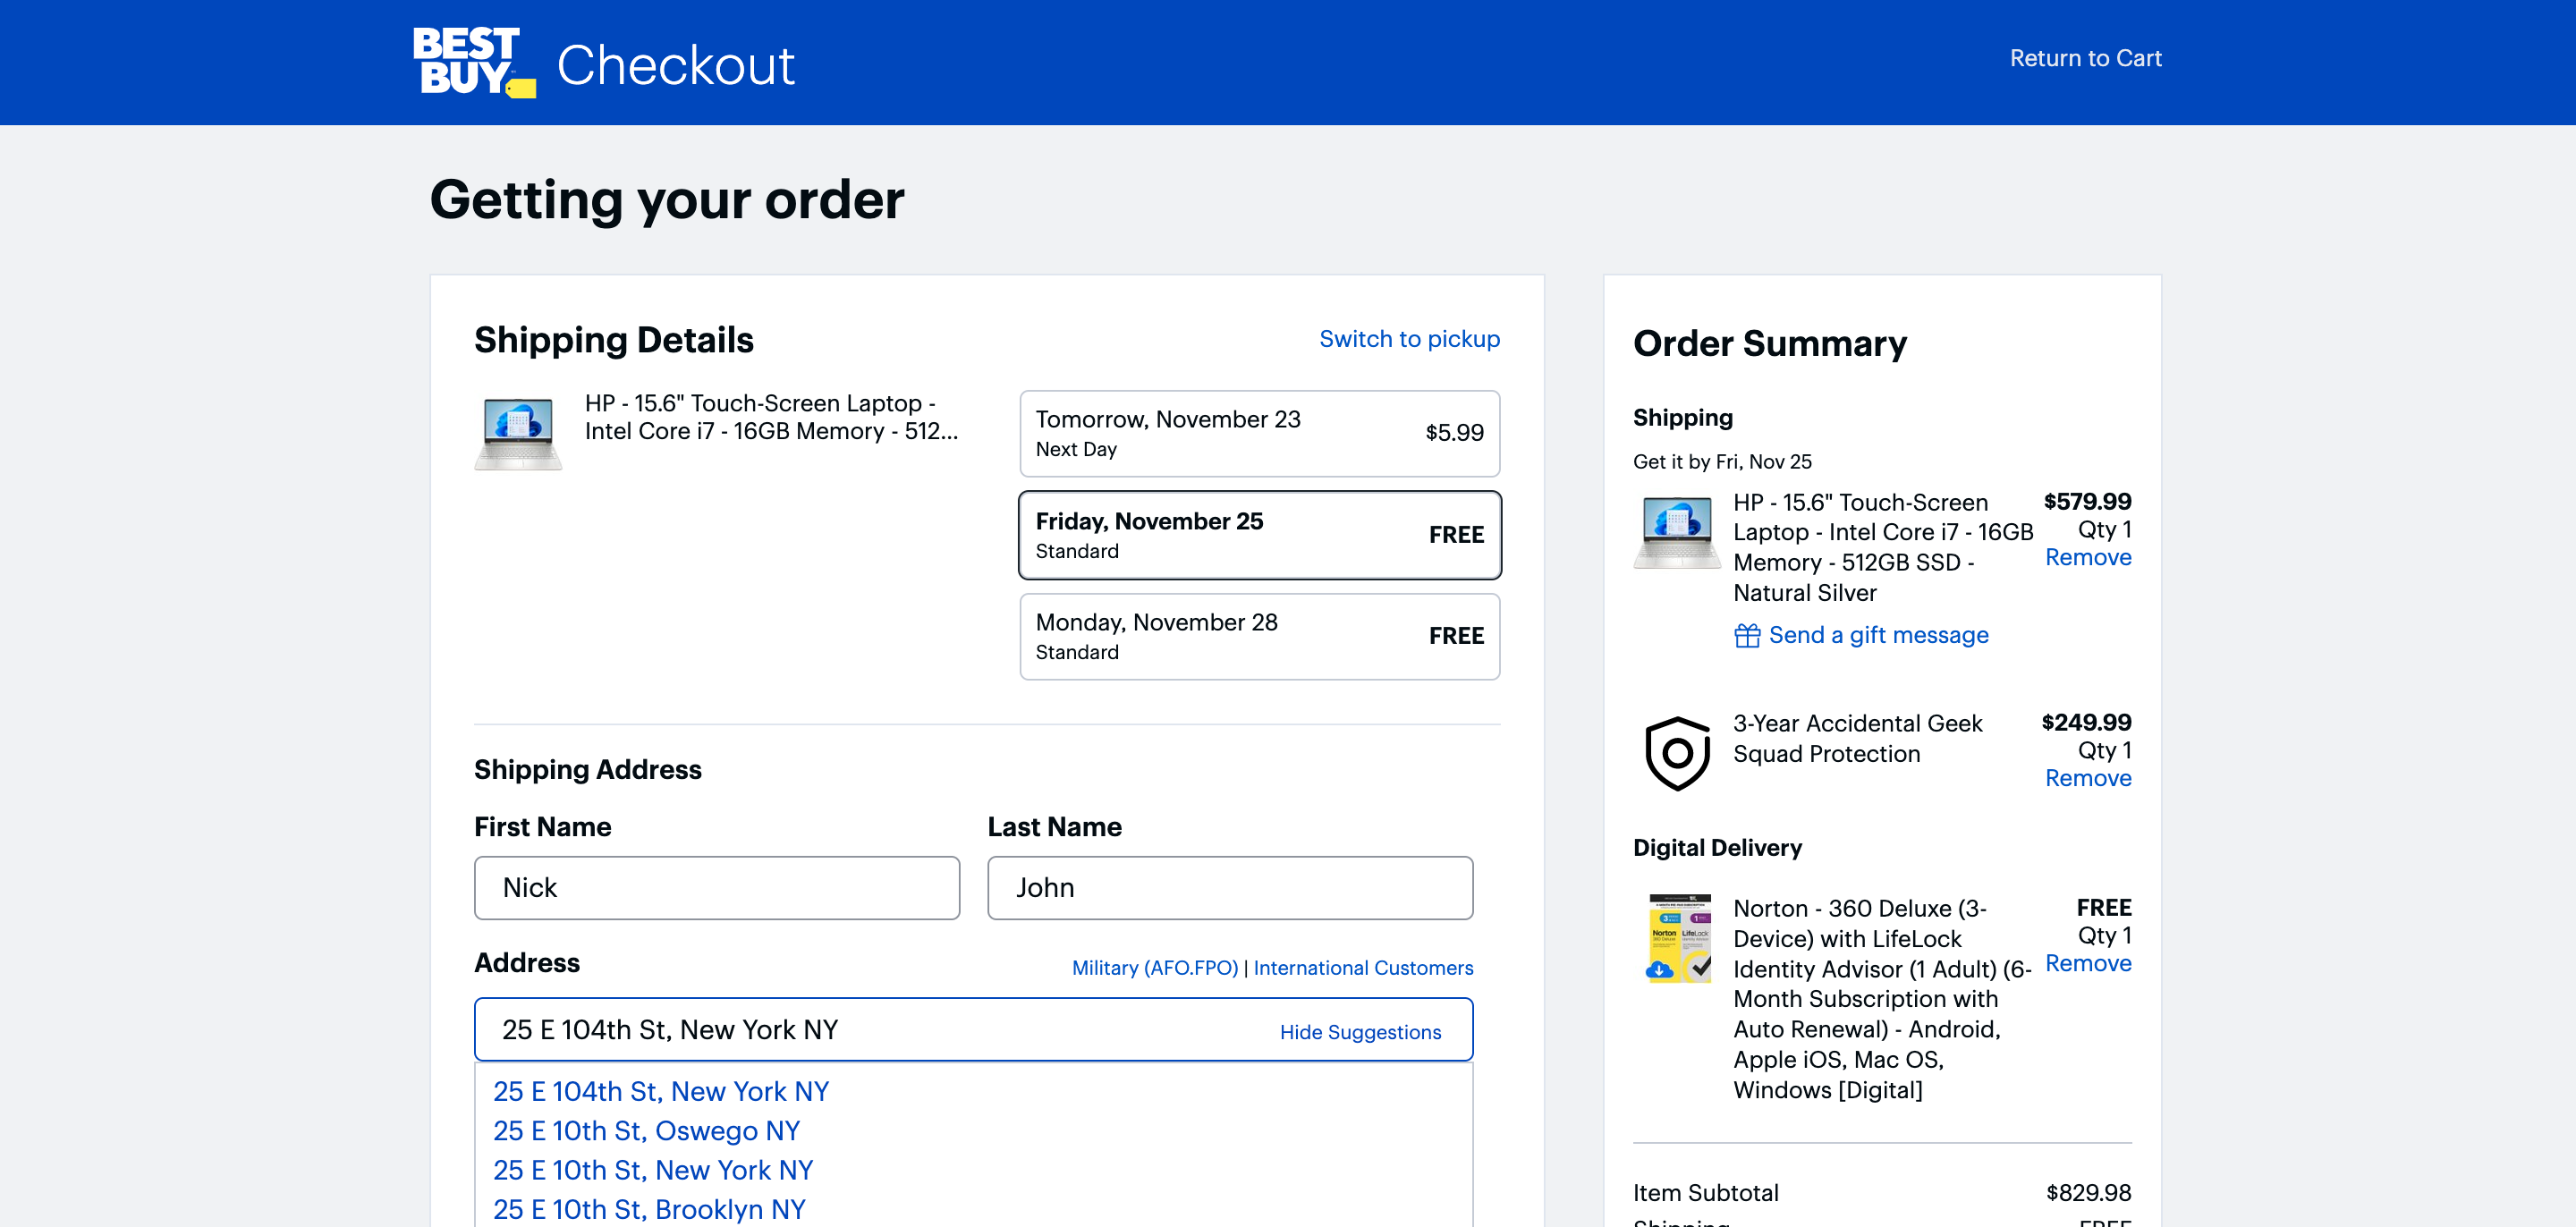 BEST
BUY
Checkout
Return to Cart
Getting your order
Shipping Details
Switch to pickup
HP - 15.6" Touch-Screen Laptop -
Intel Core i7 - 16GB Memory - 512...
Tomorrow, November 23
Next Day
$5.99
Friday, November 25
Standard
FREE
Monday, November 28
Standard
FREE
Shipping Address
First Name
Last Name
Nick
John
Address
Military (AFO.FPO) | International Customers
25 E 104th St, New York NY
Hide Suggestions
25 E 104th St, New York NY
25 E 10th St, Oswego NY
25 E 10th St, New York NY
25 E 10th St, Brooklyn NY
Order Summary
Shipping
Get it by Fri, Nov 25
HP - 15.6" Touch-Screen
Laptop - Intel Core i7 - 16GB
Memory - 512GB SSD -
Natural Silver
$579.99
Qty 1
Remove
Send a gift message
3-Year Accidental Geek
Squad Protection
$249.99
Qty 1
Remove
Digital Delivery
Norton
LifeLock
Norton - 360 Deluxe (3-
Device) with LifeLock
Identity Advisor (1 Adult) (6-
Month Subscription with
Auto Renewal) - Android,
Apple iOS, Mac OS,
Windows [Digital]
FREE
Qty 1
Remove
Item Subtotal
$829.98
Shipping
FREE